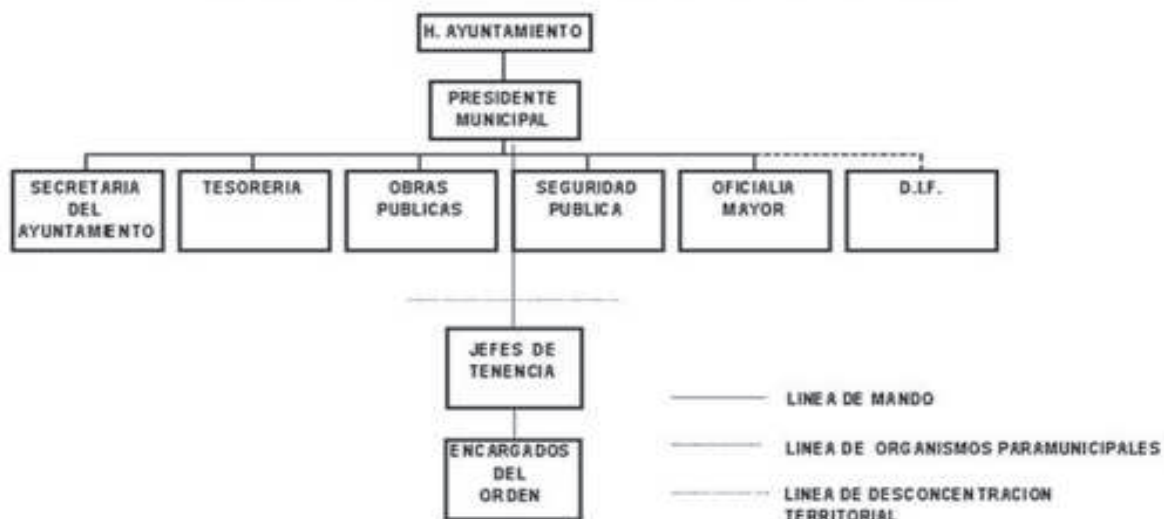 H. AYUNTAMIENTO
PRESIDENTE
MUNICIPAL
SECRETARIA
DEL
AYUNTAMIENTO
TESORERIA
OBRAS
PUBLICAS
SEGURIDAD
PUBLICA
OFICIALIA
MAYOR
D.I.F.
JEFES DE
TENENCIA
ENCARGADOS
DEL
ORDEN
LINEA DE MANDO
LINEA DE ORGANISMOS PARAMUNICIPALES
LINEA DE DESCONCENTRACION
TERRITORIAL